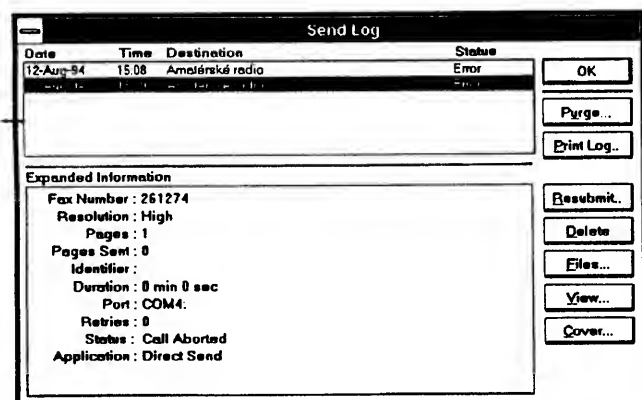 Send Log
Date Time Destination Status
12-Aug-94 15.08 Amatérské radio Error
OK
Purge...
Print Log..
Expanded Information
Fax Number : 261274
Resolution : High
Pages : 1
Pages Sent : 0
Identifier :
Duration : 0 min 0 sec
Port : COM4:
Retries : 0
Status : Call Aborted
Application : Direct Send
Resubmit..
Delete
Files...
View...
Cover...